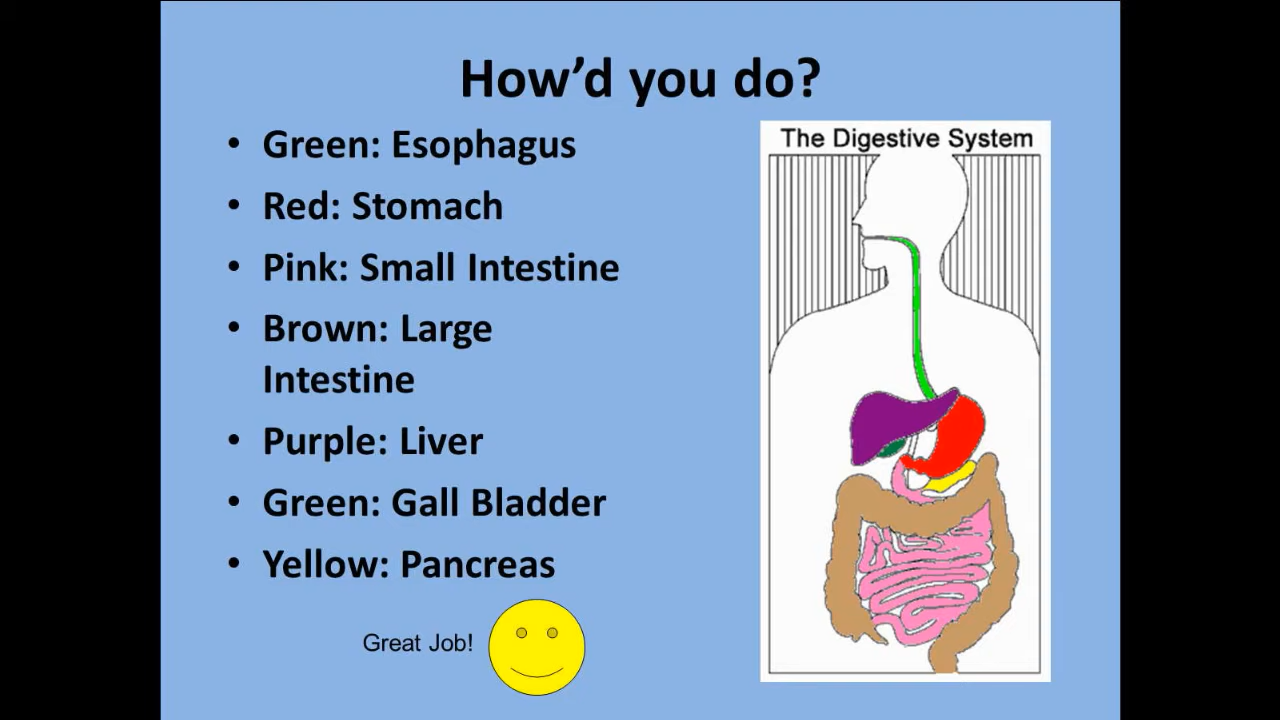 How’d you do?
• Green: Esophagus
• Red: Stomach
• Pink: Small Intestine
• Brown: Large
Intestine
• Purple: Liver
• Green: Gall Bladder
• Yellow: Pancreas
Great Job!
The Digestive System